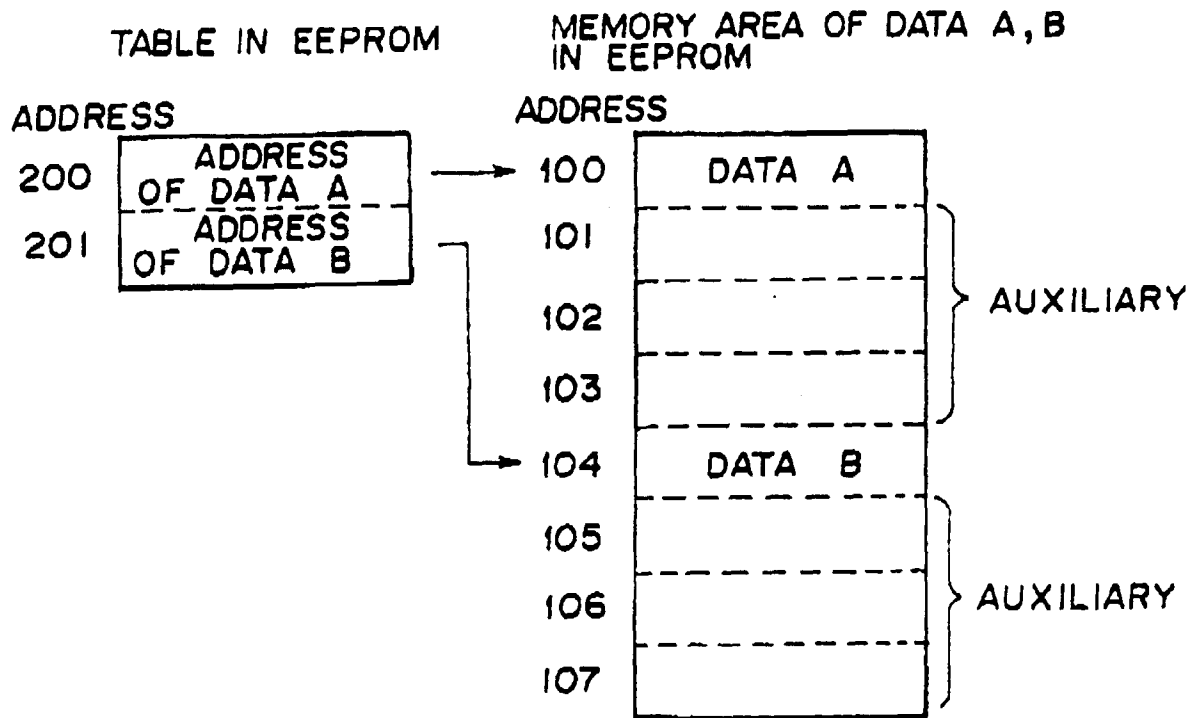 TABLE IN EEPROM
MEMORY AREA OF DATA A, B
IN EEPROM
ADDRESS
200 ADDRESS
OF DATA A
201 ADDRESS
OF DATA B
ADDRESS
100 DATA A
101
102
103
AUXILIARY
104 DATA B
105
106
107
AUXILIARY